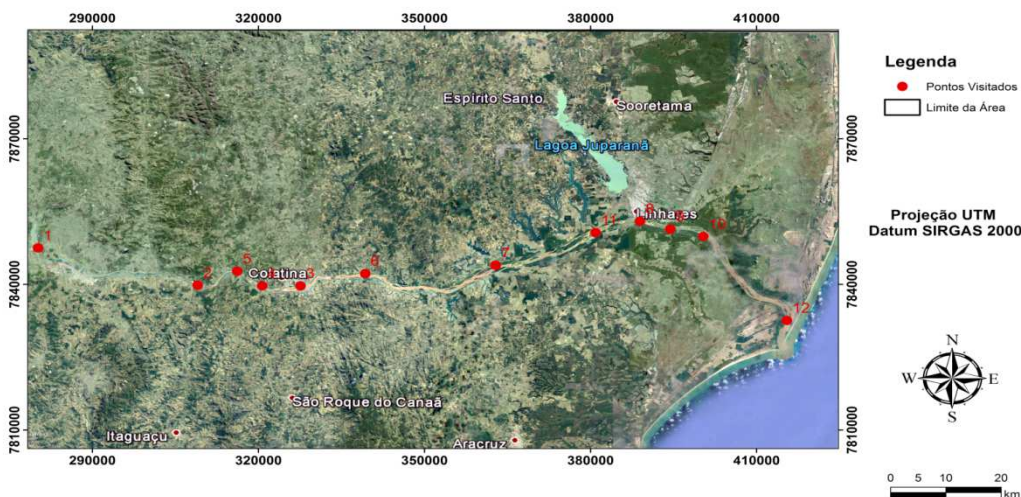 290000 320000 350000 380000 410000
Legenda
Pontos Visitados
Limite da Área
Espírito Santo
Sooretama
7870000
7870000
Lagoa Juparanã
Linhares
9
8
10
11
1
7
Projeção UTM
Datum SIRGAS 2000
5
Colatina
6
2
3
7840000
7840000
12
N
W E
S
São Roque do Canaã
Itaguaçu
Aracruz
7810000
7810000
290000 320000 350000 380000 410000
0 5 10 20
km